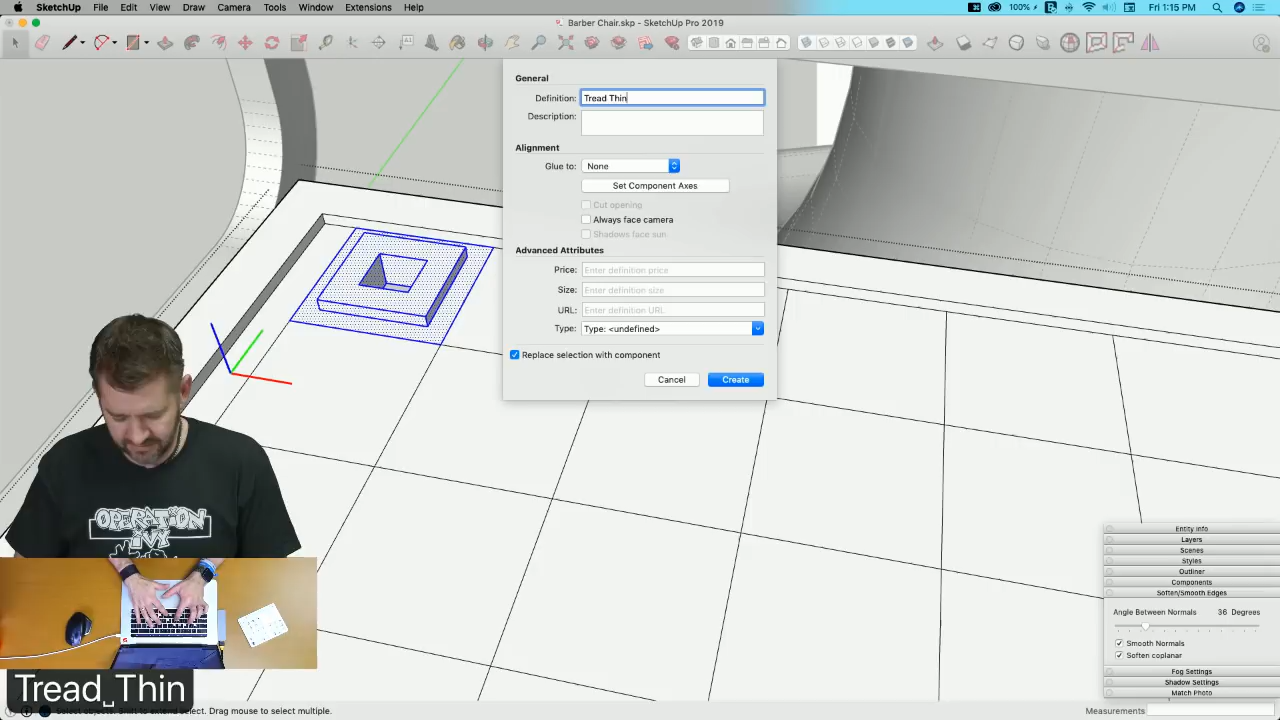 SketchUp File Edit View Draw Camera Tools Window Extensions Help 100% Fri 1:15 PM
Barber Chair.skp - SketchUp Pro 2019
General
Definition: Tread Thin
Description:
Alignment
Glue to: None
Set Component Axes
Cut opening
Always face camera
Shadows face sun
Advanced Attributes
Price: Enter definition price
Size: Enter definition size
URL: Enter definition URL
Type: Type: <undefined>
Replace selection with component
Cancel Create
OPERATION
IVY
Entity Info
Layers
Scenes
Styles
Outliner
Components
Soften/Smooth Edges
Angle Between Normals 36 Degrees
Smooth Normals
Soften coplanar
Fog Settings
Shadow Settings
Match Photo
Tread␣Thin
Select objects. Shift to extend select. Drag mouse to select multiple. Measurements